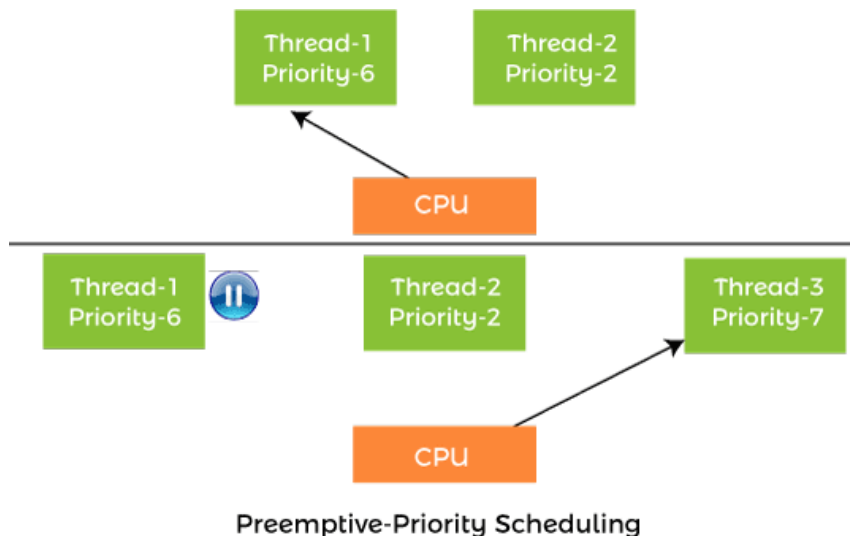 Thread-1
Priority-6
Thread-2
Priority-2
CPU
Thread-1
Priority-6
Thread-2
Priority-2
Thread-3
Priority-7
CPU
Preemptive-Priority Scheduling